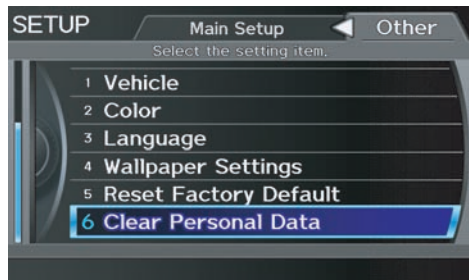 SETUP Main Setup Other
Select the setting item.
1 Vehicle
2 Color
3 Language
4 Wallpaper Settings
5 Reset Factory Default
6 Clear Personal Data